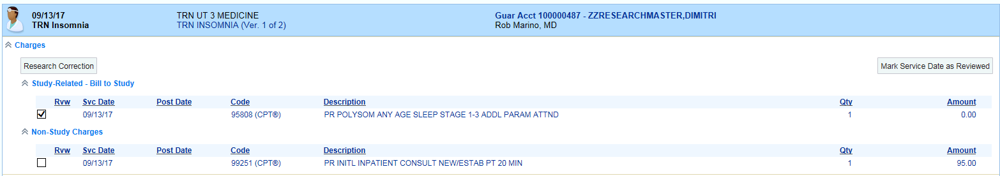 09/13/17 TRN UT 3 MEDICINE Guar Acct 100000487 - ZZRESEARCHMASTER,DIMITRI
TRN Insomnia TRN INSOMNIA (Ver. 1 of 2) Rob Marino, MD
Charges
Research Correction Mark Service Date as Reviewed
Study-Related - Bill to Study
Rvw Svc Date Post Date Code Description Qty Amount
09/13/17 95808 (CPT®) PR POLYSOM ANY AGE SLEEP STAGE 1-3 ADDL PARAM ATTND 1 0.00
Non-Study Charges
Rvw Svc Date Post Date Code Description Qty Amount
09/13/17 99251 (CPT®) PR INITL INPATIENT CONSULT NEW/ESTAB PT 20 MIN 1 95.00